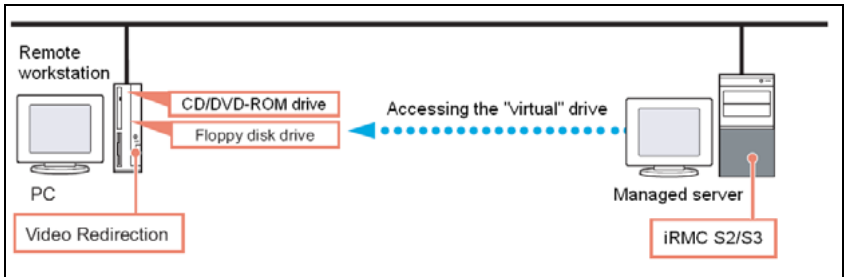 Remote
workstation
CD/DVD-ROM drive
Floppy disk drive
Accessing the "virtual" drive
PC
Managed server
Video Redirection
iRMC S2/S3